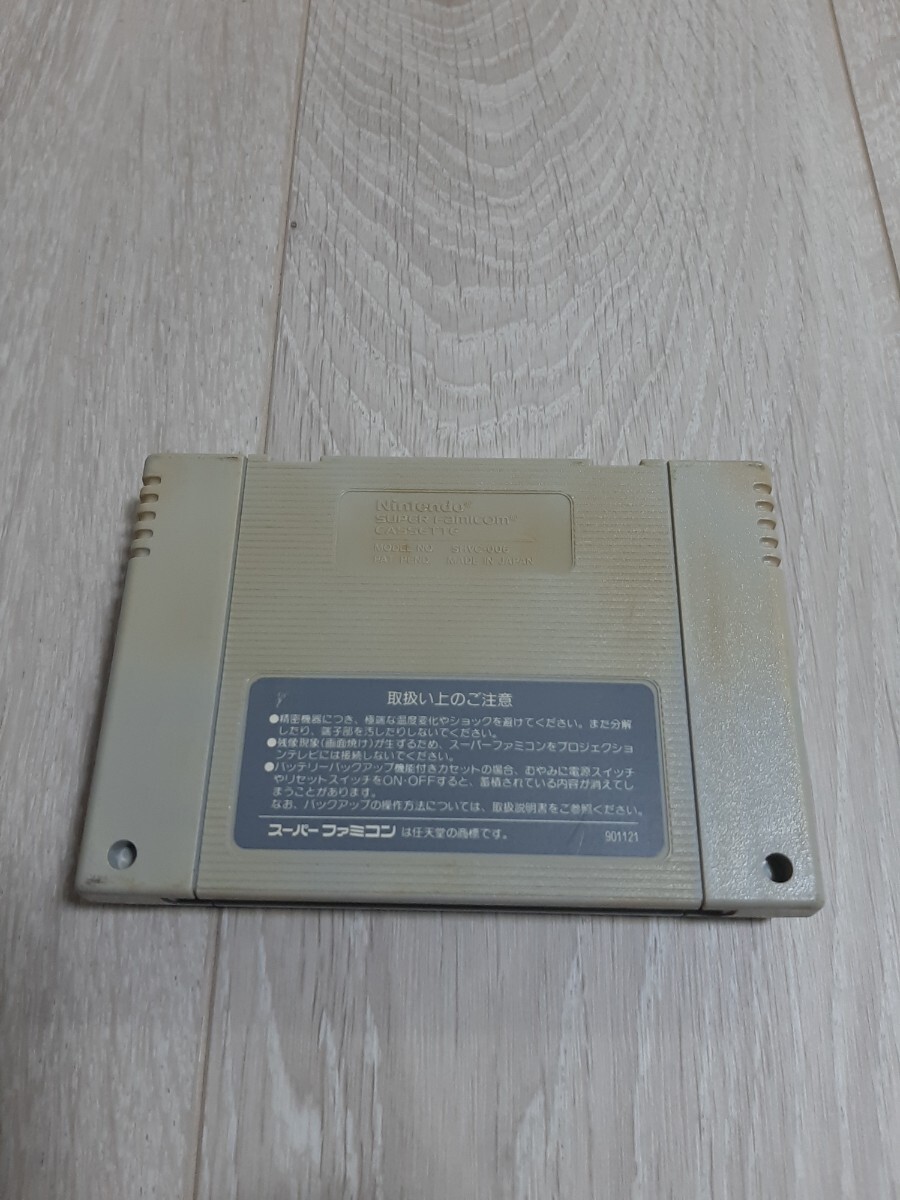 Nintendo®
SUPER Famicom™
CASSETTE
MODEL NO. SHVC-006
PAT. PEND. MADE IN JAPAN
取扱い上のご注意
●精密機器につき、極端な温度変化やショックを避けてください。また分解
したり、端子部を汚したりしないでください。
●残像現象(画面焼け)が生ずるため、スーパーファミコンをプロジェクショ
ンテレビには接続しないでください。
●バッテリーバックアップ機能付きカセットの場合、むやみに電源スイッチ
やリセットスイッチをON・OFFすると、蓄積されている内容が消えてし
まうことがあります。
なお、バックアップの操作方法については、取扱説明書をご参照ください。
スーパーファミコン は任天堂の商標です。 901121